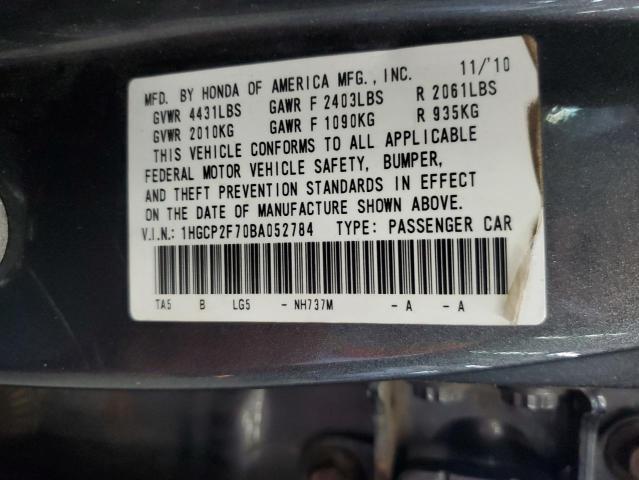 MFD. BY HONDA OF AMERICA MFG., INC. 11/'10
GVWR 4431LBS GAWR F 2403LBS R 2061LBS
GVWR 2010KG GAWR F 1090KG R 935KG
THIS VEHICLE CONFORMS TO ALL APPLICABLE
FEDERAL MOTOR VEHICLE SAFETY, BUMPER,
AND THEFT PREVENTION STANDARDS IN EFFECT
ON THE DATE OF MANUFACTURE SHOWN ABOVE.
V.I.N.: 1HGCP2F70BA052784 TYPE: PASSENGER CAR
TA5 B LG5 - NH737M - A - A